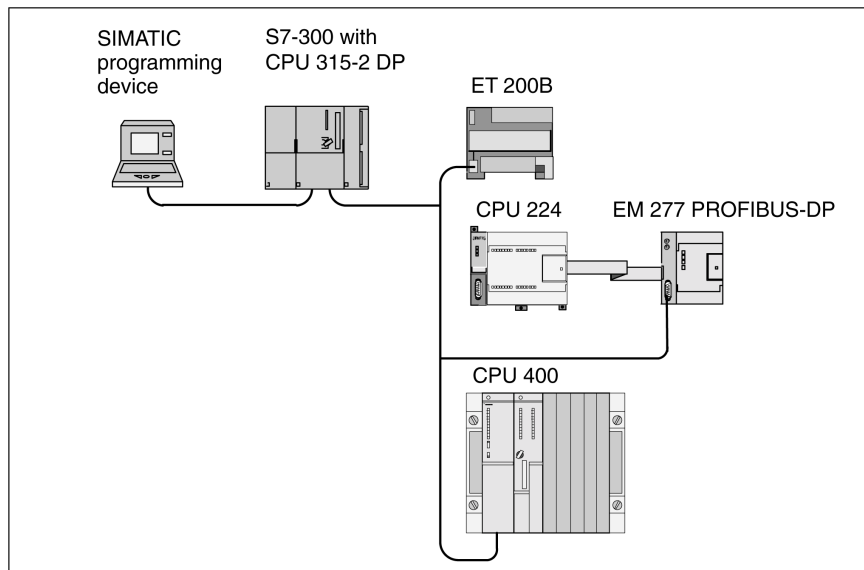 SIMATIC
programming
device
S7-300 with
CPU 315-2 DP
ET 200B
CPU 224
EM 277 PROFIBUS-DP
CPU 400